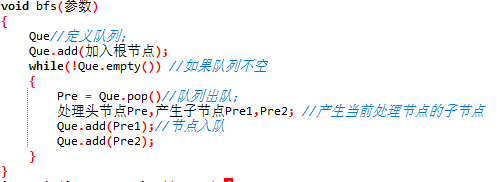 void bfs(参数)
{
Que//定义队列;
Que.add(加入根节点);
while(!Que.empty()) //如果队列不空
{
Pre = Que.pop()//队列出队;
处理头节点Pre,产生子节点Pre1,Pre2; //产生当前处理节点的子节点
Que.add(Pre1);//节点入队
Que.add(Pre2);
}
}